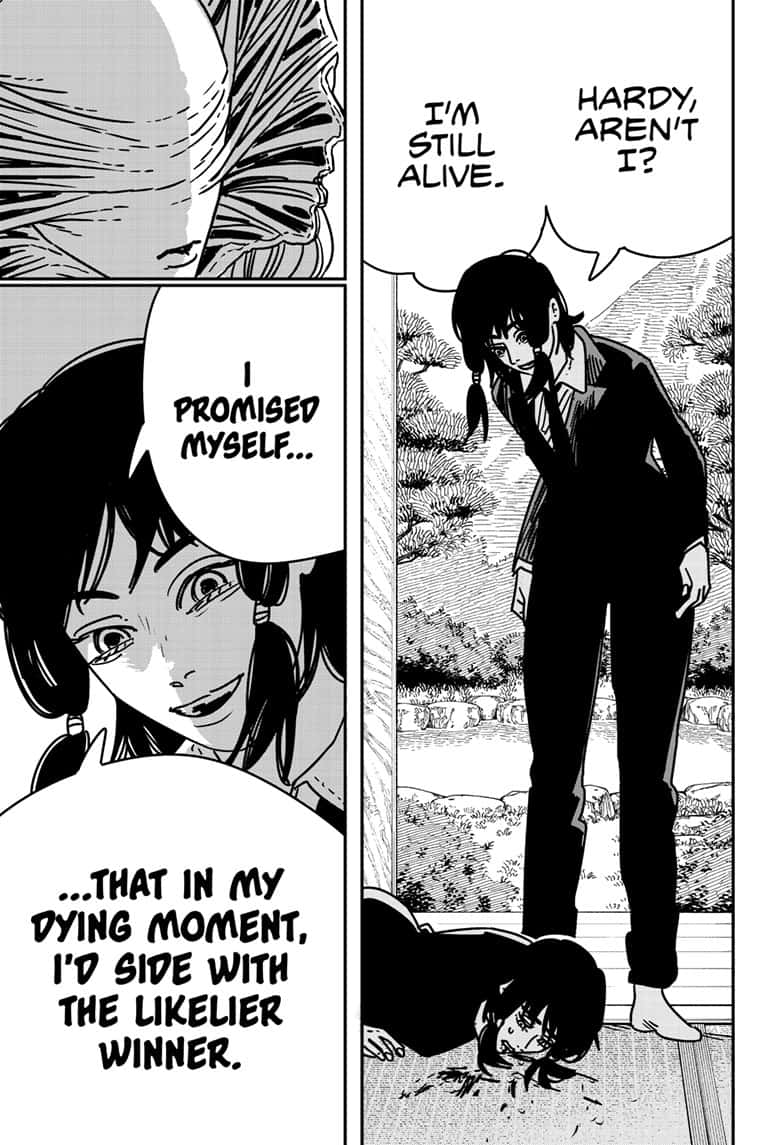 HARDY,
AREN'T
I?
I'M
STILL
ALIVE.
I
PROMISED
MYSELF...
...THAT IN MY
DYING MOMENT,
I'D SIDE WITH
THE LIKELIER
WINNER.